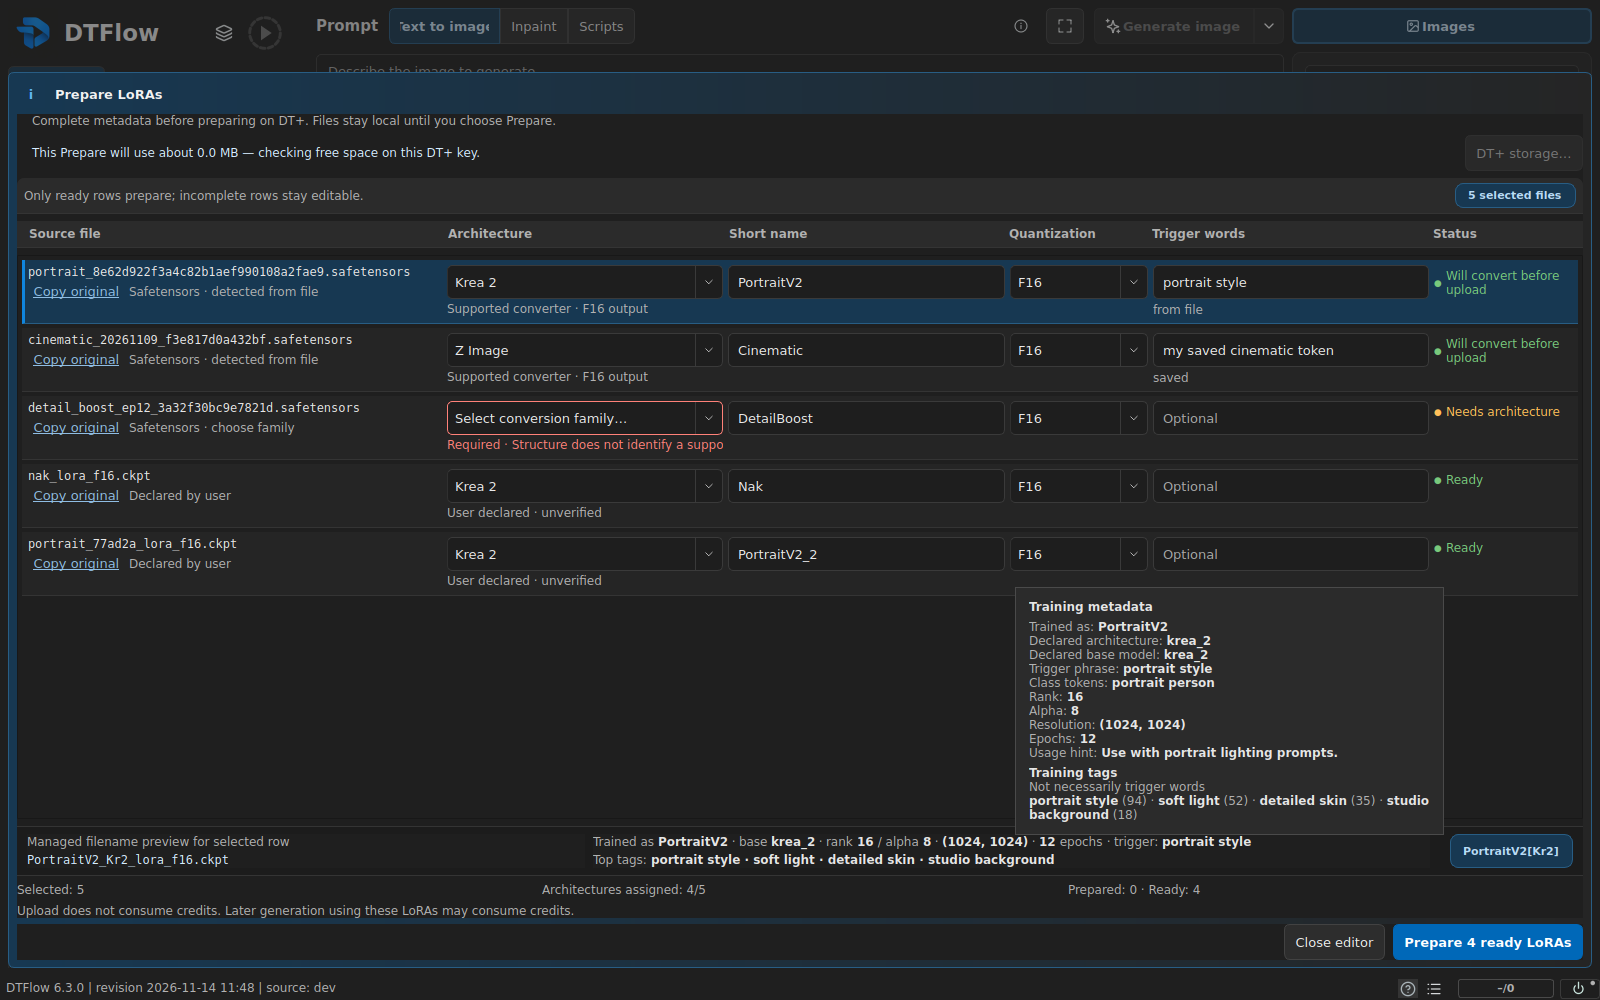 DTFlow
Prompt
Text to image
Inpaint
Scripts
Generate image
Images
Describe the image to generate
i Prepare LoRAs
Complete metadata before preparing on DT+. Files stay local until you choose Prepare.
This Prepare will use about 0.0 MB — checking free space on this DT+ key.
DT+ storage...
Only ready rows prepare; incomplete rows stay editable.
5 selected files
Source file Architecture Short name Quantization Trigger words Status
portrait_8e62d922f3a4c82b1aef990108a2fae9.safetensors
Copy original Safetensors · detected from file
Krea 2
Supported converter · F16 output
PortraitV2
F16
portrait style
from file
Will convert before
upload
cinematic_20261109_f3e817d0a432bf.safetensors
Copy original Safetensors · detected from file
Z Image
Supported converter · F16 output
Cinematic
F16
my saved cinematic token
saved
Will convert before
upload
detail_boost_ep12_3a32f30bc9e7821d.safetensors
Copy original Safetensors · choose family
Select conversion family...
Required · Structure does not identify a suppo
DetailBoost
F16
Optional
Needs architecture
nak_lora_f16.ckpt
Copy original Declared by user
Krea 2
User declared · unverified
Nak
F16
Optional
Ready
portrait_77ad2a_lora_f16.ckpt
Copy original Declared by user
Krea 2
User declared · unverified
PortraitV2_2
F16
Optional
Ready
Training metadata
Trained as: PortraitV2
Declared architecture: krea_2
Declared base model: krea_2
Trigger phrase: portrait style
Class tokens: portrait person
Rank: 16
Alpha: 8
Resolution: (1024, 1024)
Epochs: 12
Usage hint: Use with portrait lighting prompts.
Training tags
Not necessarily trigger words
portrait style (94) · soft light (52) · detailed skin (35) · studio
background (18)
Managed filename preview for selected row
PortraitV2_Kr2_lora_f16.ckpt
Trained as PortraitV2 · base krea_2 · rank 16 / alpha 8 · (1024, 1024) · 12 epochs · trigger: portrait style
Top tags: portrait style · soft light · detailed skin · studio background
PortraitV2[Kr2]
Selected: 5
Architectures assigned: 4/5
Prepared: 0 · Ready: 4
Upload does not consume credits. Later generation using these LoRAs may consume credits.
Close editor
Prepare 4 ready LoRAs
DTFlow 6.3.0 | revision 2026-11-14 11:48 | source: dev
-/0